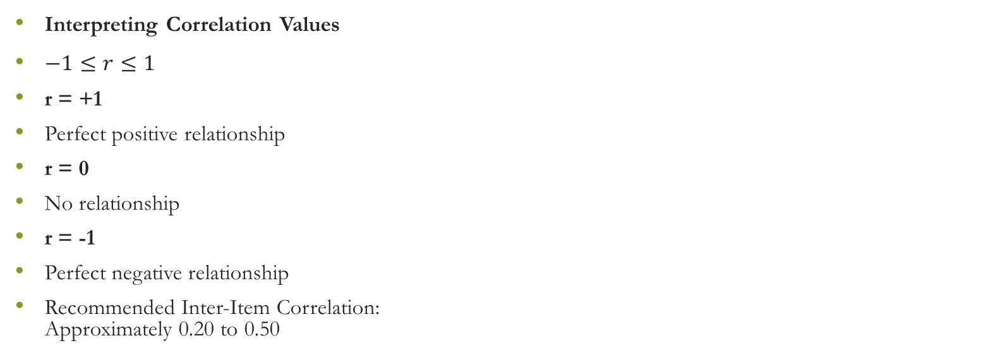 • Interpreting Correlation Values
• −1 ≤ r ≤ 1
• r = +1
• Perfect positive relationship
• r = 0
• No relationship
• r = -1
• Perfect negative relationship
• Recommended Inter-Item Correlation:
Approximately 0.20 to 0.50